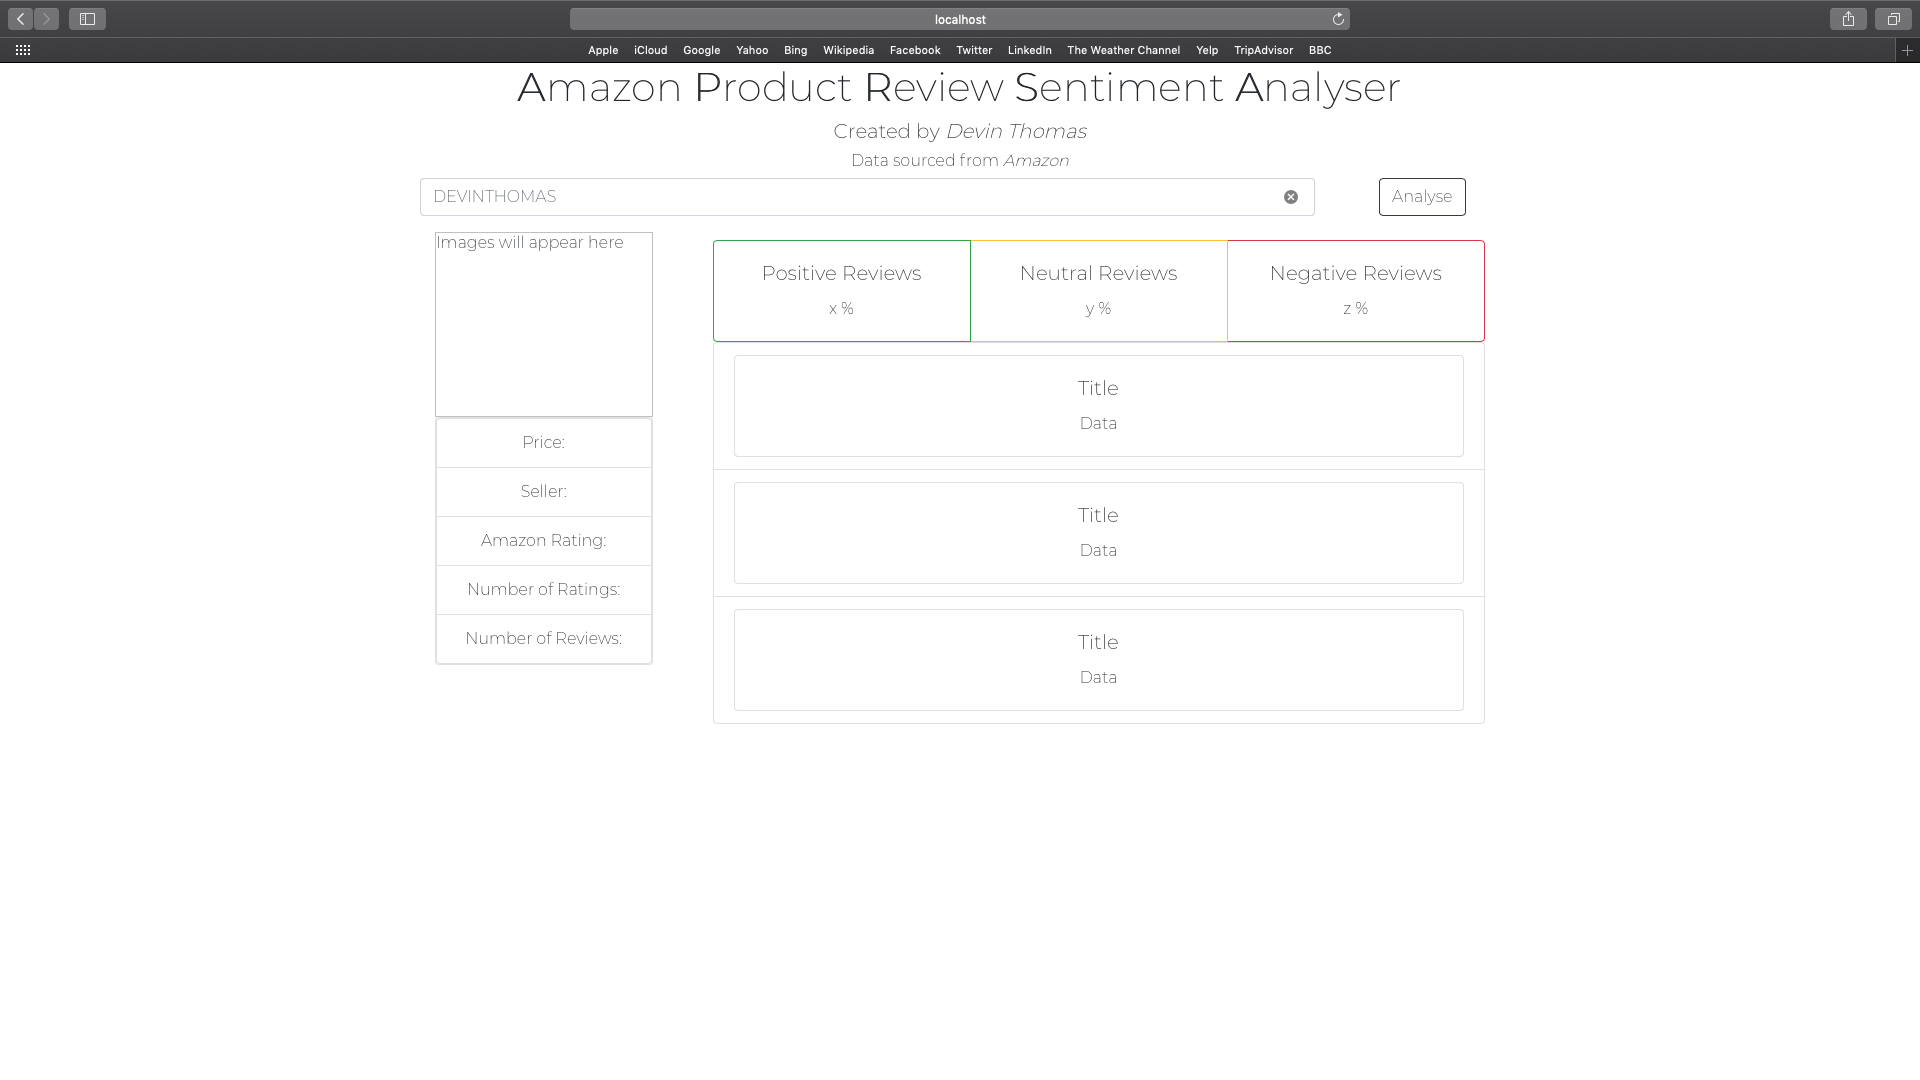 localhost
Apple iCloud Google Yahoo Bing Wikipedia Facebook Twitter LinkedIn The Weather Channel Yelp TripAdvisor BBC
Amazon Product Review Sentiment Analyser
Created by Devin Thomas
Data sourced from Amazon
DEVINTHOMAS
Analyse
Images will appear here
Price:
Seller:
Amazon Rating:
Number of Ratings:
Number of Reviews:
Positive Reviews
x %
Neutral Reviews
y %
Negative Reviews
z %
Title
Data
Title
Data
Title
Data